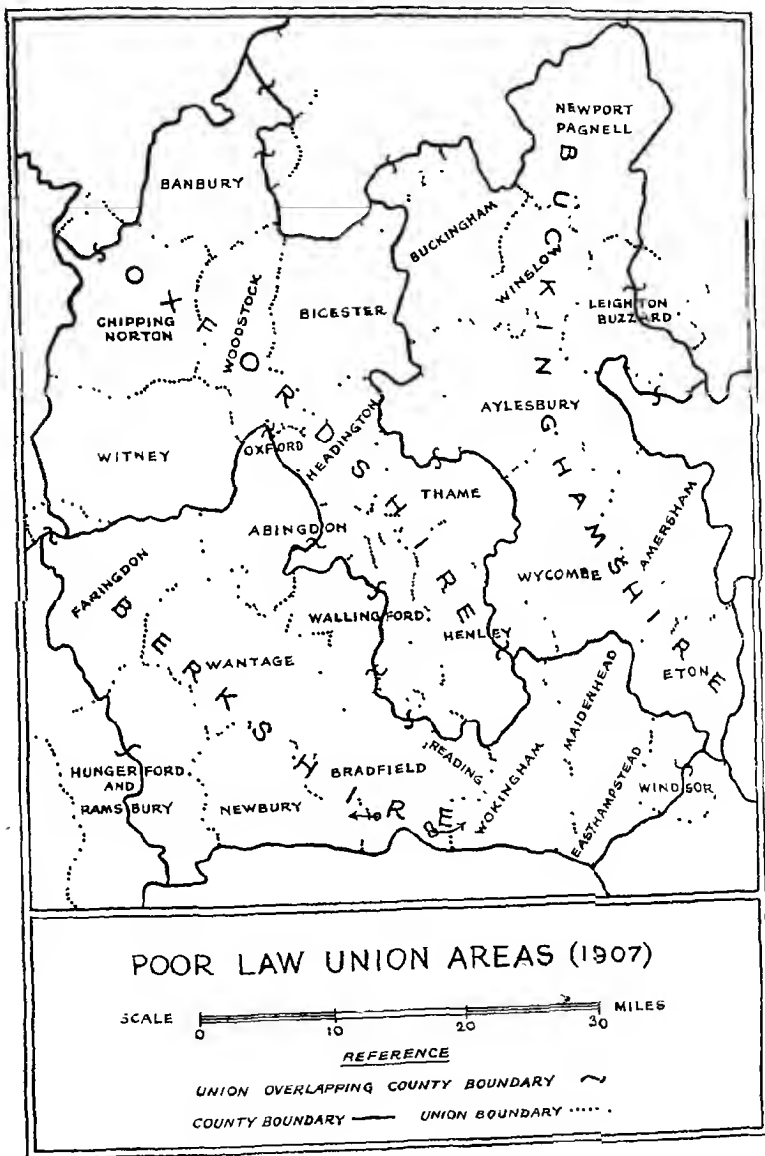 NEWPORT
PAGNELL
BANBURY
BUCKINGHAM
WINSLOW
LEIGHTON
BUZZARD
CHIPPING
NORTON
WOODSTOCK
BICESTER
OXFORDSHIRE
BUCKINGHAMSHIRE
AYLESBURY
WITNEY
OXFORD
HEADINGTON
THAME
ABINGDON
AMERSHAM
WYCOMBE
FARINGDON
BERKSHIRE
WALLINGFORD
HENLEY
WANTAGE
ETON
MAIDENHEAD
READING
WOKINGHAM
HUNGERFORD
AND
RAMSBURY
NEWBURY
BRADFIELD
EASTHAMPSTEAD
WINDSOR
POOR LAW UNION AREAS (1907)
SCALE 0 10 20 30 MILES
REFERENCE
UNION OVERLAPPING COUNTY BOUNDARY
COUNTY BOUNDARY UNION BOUNDARY